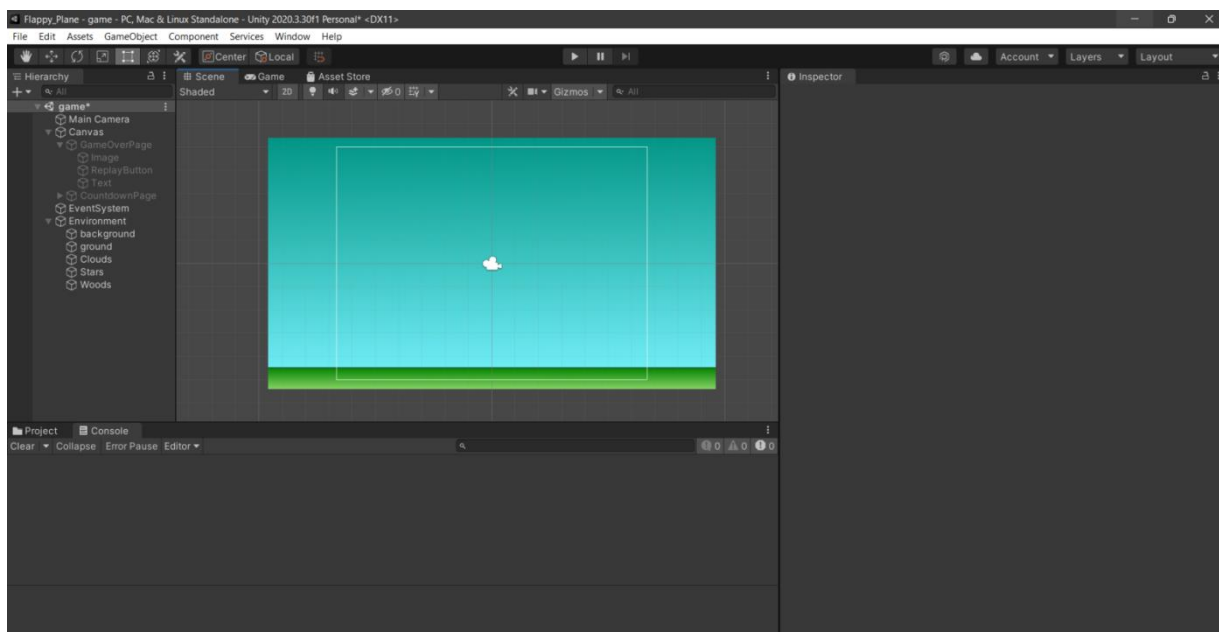 Flappy_Plane - game - PC, Mac & Linux Standalone - Unity 2020.3.30f1 Personal* <DX11>
File Edit Assets GameObject Component Services Window Help
Center Local Account Layers Layout
Hierarchy
Scene Game Asset Store
Inspector
All
Shaded 2D 0 Gizmos All
game*
Main Camera
Canvas
GameOverPage
Image
ReplayButton
Text
CountdownPage
EventSystem
Environment
background
ground
Clouds
Stars
Woods
Project Console
Clear Collapse Error Pause Editor 0 0 0